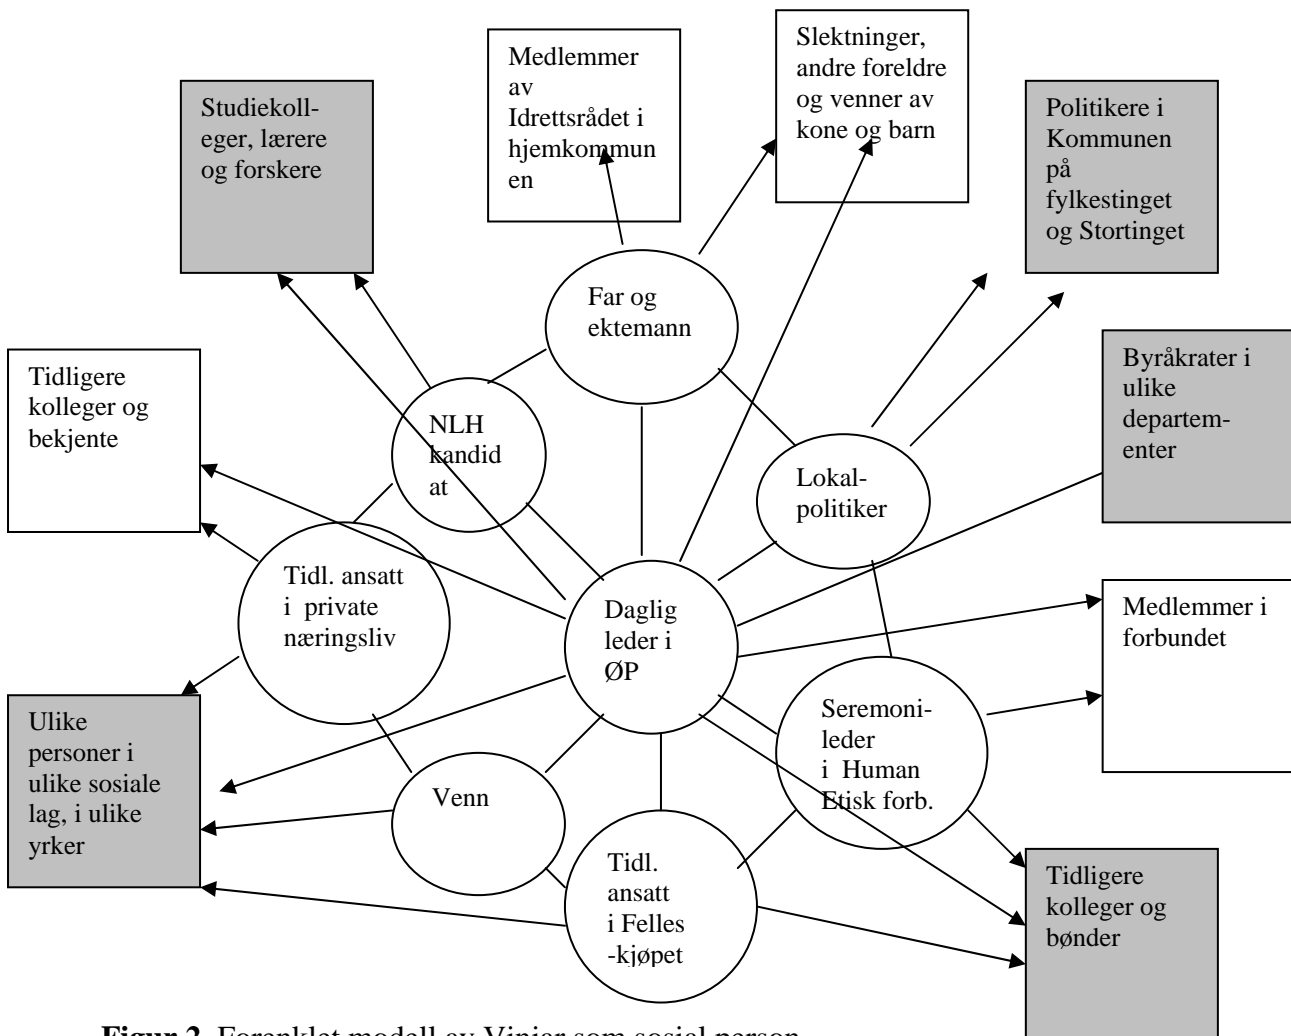 Medlemmer
av
Idrettsrådet i
hjemkommun
en
Slektninger,
andre foreldre
og venner av
kone og barn
Studiekoll-
eger, lærere
og forskere
Politikere i
Kommunen
på
fylkestinget
og Stortinget
Far og
ektemann
Byråkrater i
ulike
departem-
enter
Tidligere
kolleger og
bekjente
NLH
kandid
at
Lokal-
politiker
Tidl. ansatt
i  private
næringsliv
Daglig
leder i
ØP
Medlemmer i
forbundet
Ulike
personer i
ulike sosiale
lag, i ulike
yrker
Seremoni-
leder
i  Human
Etisk forb.
Venn
Tidl.
ansatt
i Felles
-kjøpet
Tidligere
kolleger og
bønder
Figur 2. Forenklet modell av Viniar som sosial person